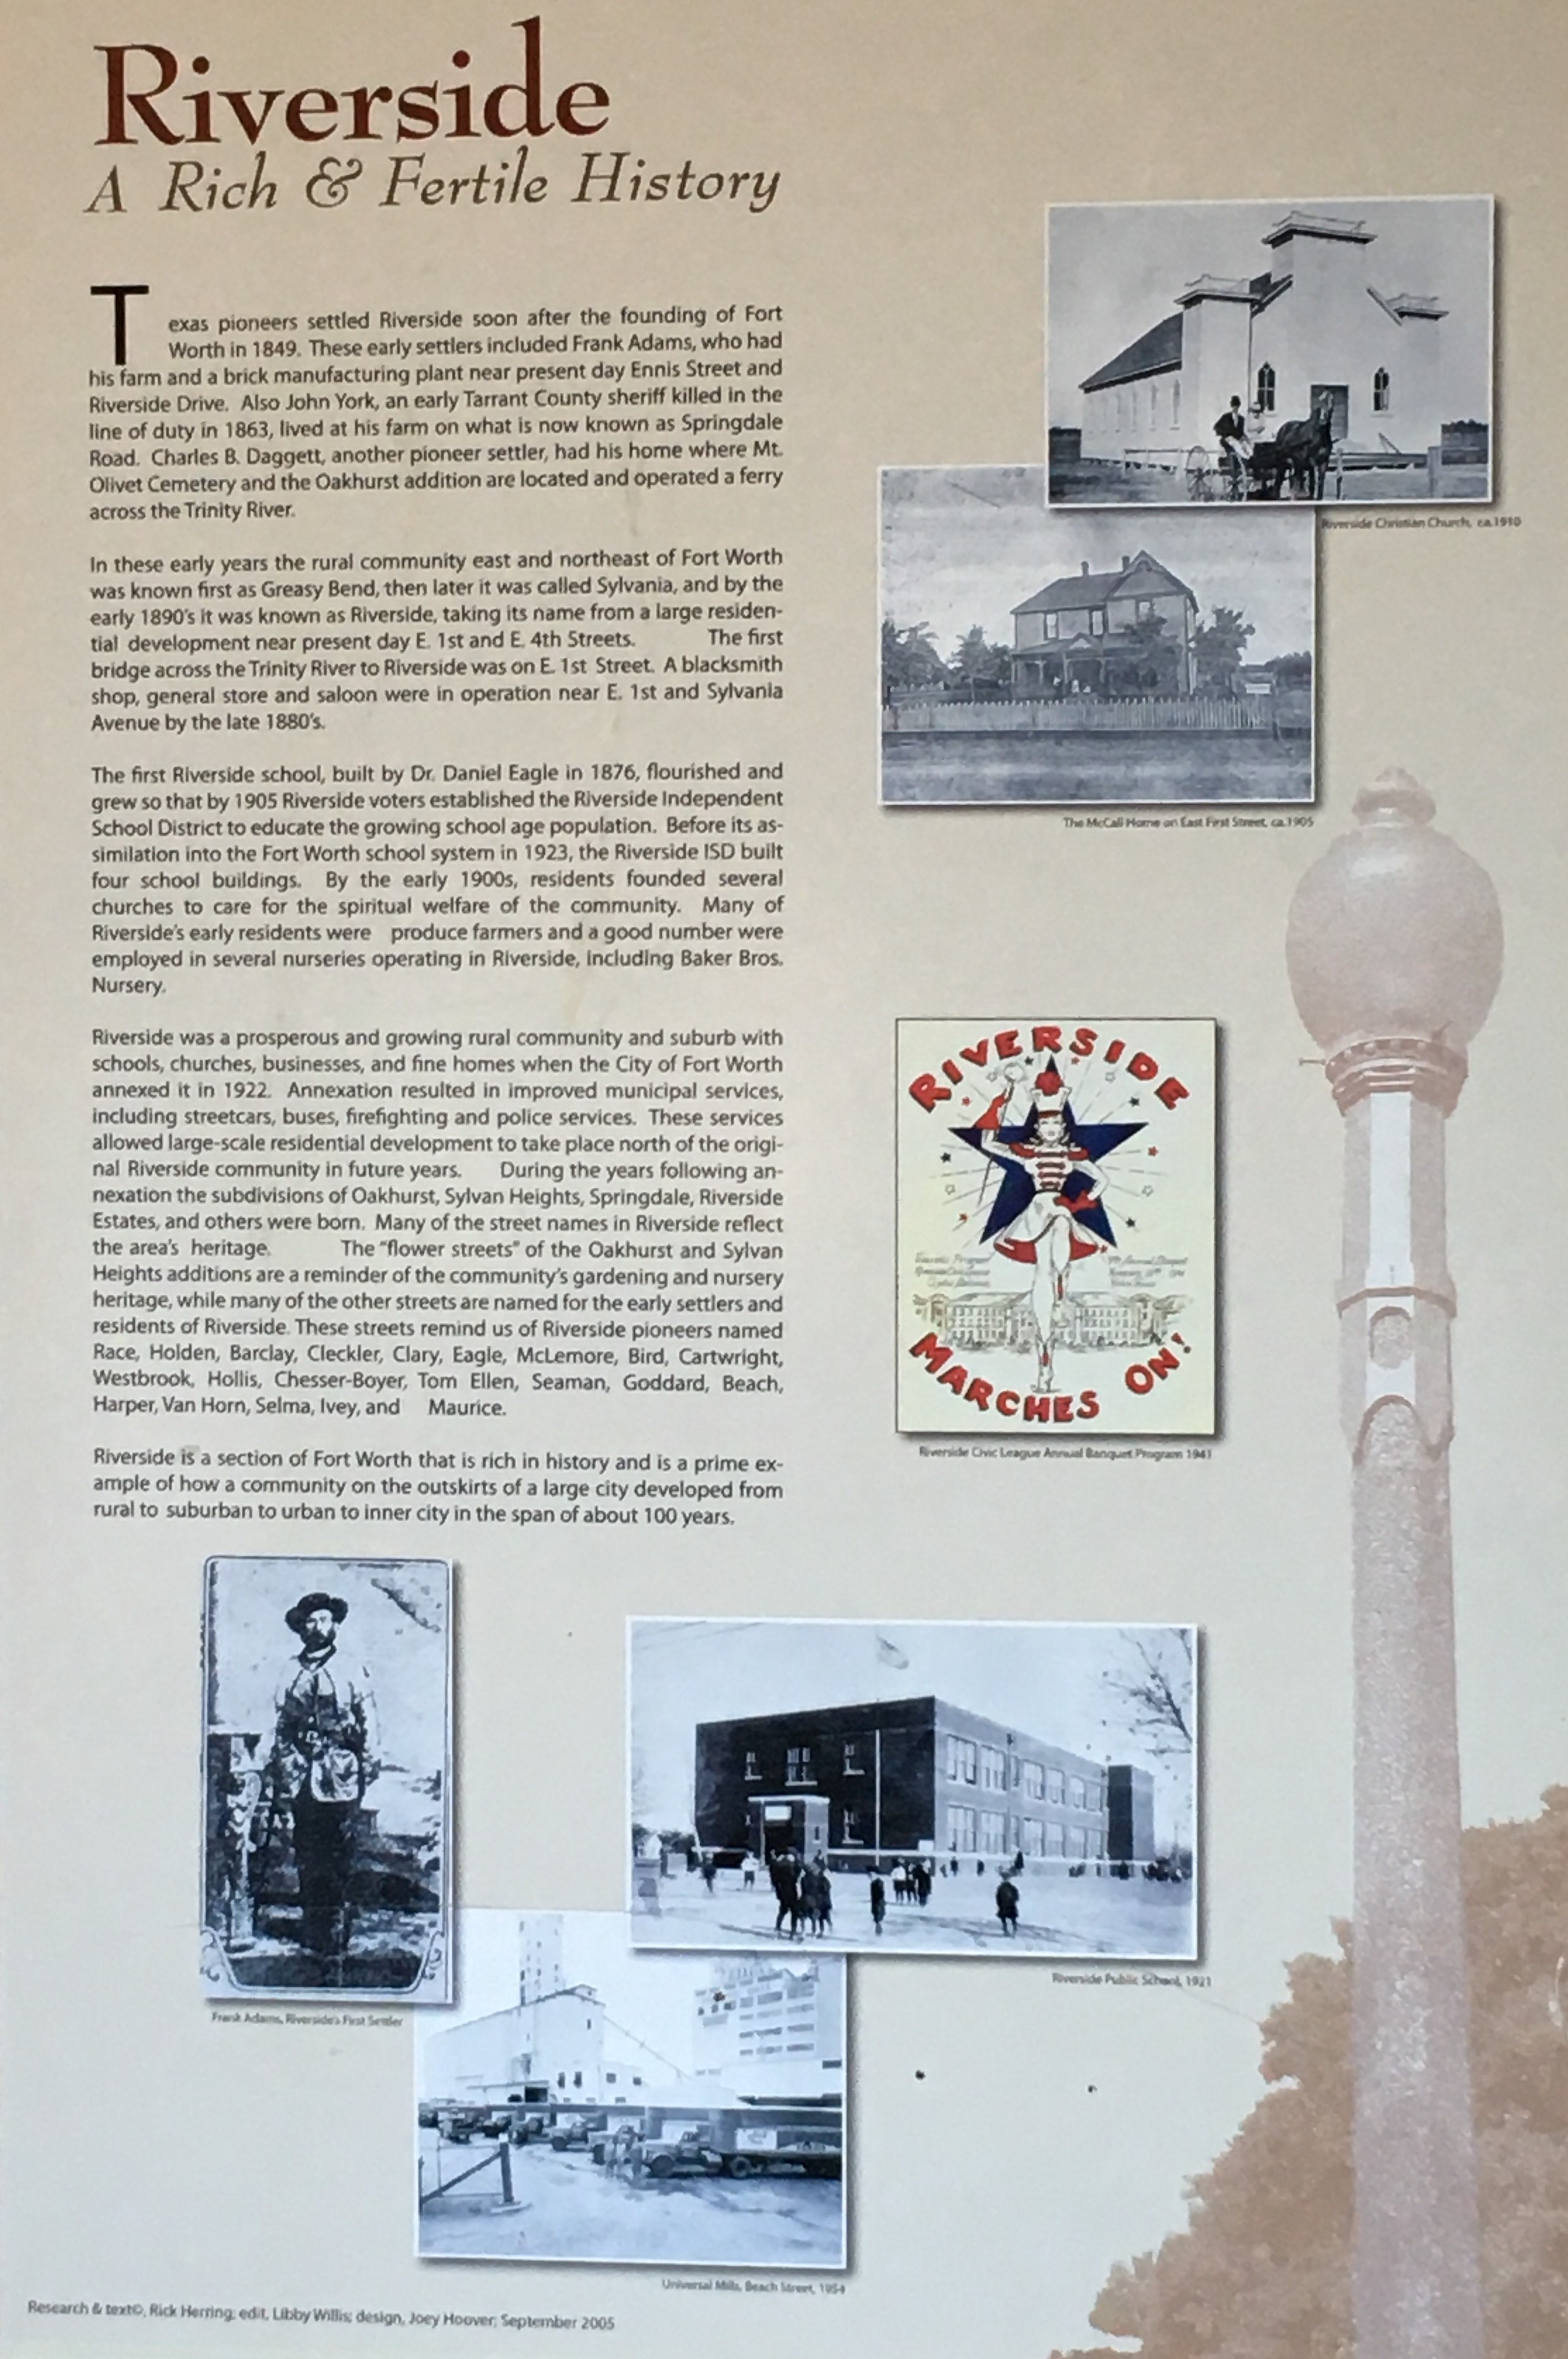 Riverside
A Rich & Fertile History
Texas pioneers settled Riverside soon after the founding of Fort
Worth in 1849. These early settlers included Frank Adams, who had
his farm and a brick manufacturing plant near present day Ennis Street and
Riverside Drive. Also John York, an early Tarrant County sheriff killed in the
line of duty in 1863, lived at his farm on what is now known as Springdale
Road. Charles B. Daggett, another pioneer settler, had his home where Mt.
Olivet Cemetery and the Oakhurst addition are located and operated a ferry
across the Trinity River.
In these early years the rural community east and northeast of Fort Worth
was known first as Greasy Bend, then later it was called Sylvania, and by the
early 1890's it was known as Riverside, taking its name from a large residen-
tial development near present day E. 1st and E. 4th Streets. The first
bridge across the Trinity River to Riverside was on E. 1st Street. A blacksmith
shop, general store and saloon were in operation near E. 1st and Sylvania
Avenue by the late 1880's.
The first Riverside school, built by Dr. Daniel Eagle in 1876, flourished and
grew so that by 1905 Riverside voters established the Riverside Independent
School District to educate the growing school age population. Before its as-
similation into the Fort Worth school system in 1923, the Riverside ISD built
four school buildings. By the early 1900s, residents founded several
churches to care for the spiritual welfare of the community. Many of
Riverside's early residents were produce farmers and a good number were
employed in several nurseries operating in Riverside, including Baker Bros.
Nursery.
Riverside was a prosperous and growing rural community and suburb with
schools, churches, businesses, and fine homes when the City of Fort Worth
annexed it in 1922. Annexation resulted in improved municipal services,
including streetcars, buses, firefighting and police services. These services
allowed large-scale residential development to take place north of the origi-
nal Riverside community in future years. During the years following an-
nexation the subdivisions of Oakhurst, Sylvan Heights, Springdale, Riverside
Estates, and others were born. Many of the street names in Riverside reflect
the area's heritage. The "flower streets" of the Oakhurst and Sylvan
Heights additions are a reminder of the community's gardening and nursery
heritage, while many of the other streets are named for the early settlers and
residents of Riverside. These streets remind us of Riverside pioneers named
Race, Holden, Barclay, Cleckler, Clary, Eagle, McLemore, Bird, Cartwright,
Westbrook, Hollis, Chesser-Boyer, Tom Ellen, Seaman, Goddard, Beach,
Harper, Van Horn, Selma, Ivey, and Maurice.
Riverside is a section of Fort Worth that is rich in history and is a prime ex-
ample of how a community on the outskirts of a large city developed from
rural to suburban to urban to inner city in the span of about 100 years.
Riverside Christian Church, ca.1910
The McCall Home on East First Street, ca.1905
RIVERSIDE
MARCHES ON!
Riverside Civic League Annual Banquet Program 1941
Frank Adams, Riverside's First Settler
Riverside Public School, 1921
Universal Mills, Beach Street, 1954
Research & text©, Rick Herring; edit, Libby Willis; design, Joey Hoover; September 2005